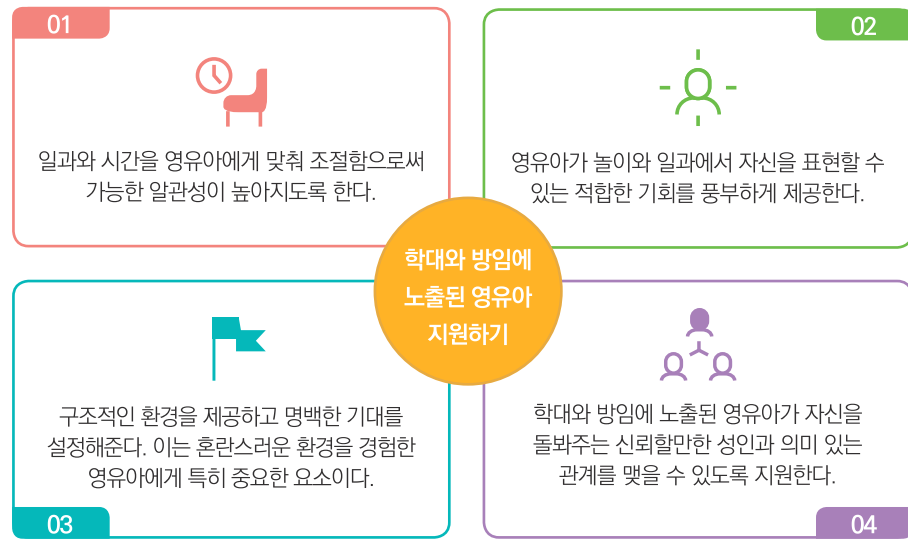 01
일과와 시간을 영유아에게 맞춰 조절함으로써
가능한 알관성이 높아지도록 한다.
02
영유아가 놀이와 일과에서 자신을 표현할 수
있는 적합한 기회를 풍부하게 제공한다.
학대와 방임에
노출된 영유아
지원하기
구조적인 환경을 제공하고 명백한 기대를
설정해준다. 이는 혼란스러운 환경을 경험한
영유아에게 특히 중요한 요소이다.
03
학대와 방임에 노출된 영유아가 자신을
돌봐주는 신뢰할만한 성인과 의미 있는
관계를 맺을 수 있도록 지원한다.
04